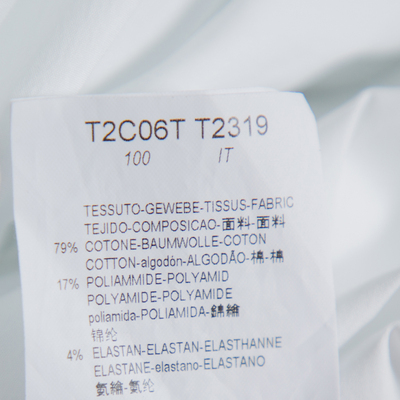 T2C06T T2319
100 IT
TESSUTO-GEWEBE-TISSUS-FABRIC
TEJIDO-COMPOSICAO-面料-面料
79% COTONE-BAUMWOLLE-COTON
COTTON-algodón-ALGODÃO-棉-棉
17% POLIAMMIDE-POLYAMID
POLYAMIDE-POLYAMIDE
poliamida-POLIAMIDA-錦綸
锦纶
4% ELASTAN-ELASTAN-ELASTHANNE
ELASTANE-elastano-ELASTANO
氨綸-氨纶